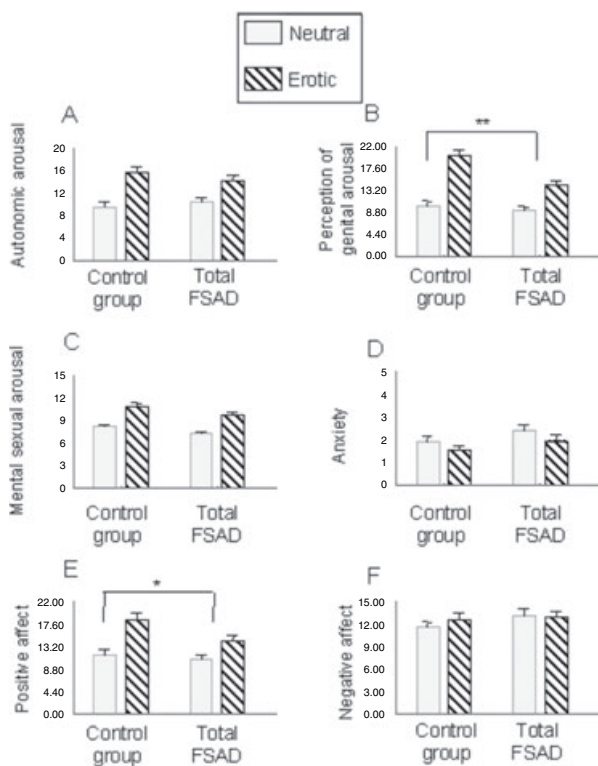 Neutral
Erotic
A
Autonomic arousal
20
16
12
8
4
0
Control
group
Total
FSAD
B
**
Perception of
genital arousal
22.00
17.60
13.20
8.80
4.40
0.00
Control
group
Total
FSAD
C
Mental sexual arousal
15
12
9
6
3
0
Control
group
Total
FSAD
D
Anxiety
5
4
3
2
1
0
Control
group
Total
FSAD
E
*
Positive affect
22.00
17.60
13.20
8.80
4.40
0.00
Control
group
Total
FSAD
F
Negative affect
15.00
12.00
9.00
6.00
3.00
0.00
Control
group
Total
FSAD